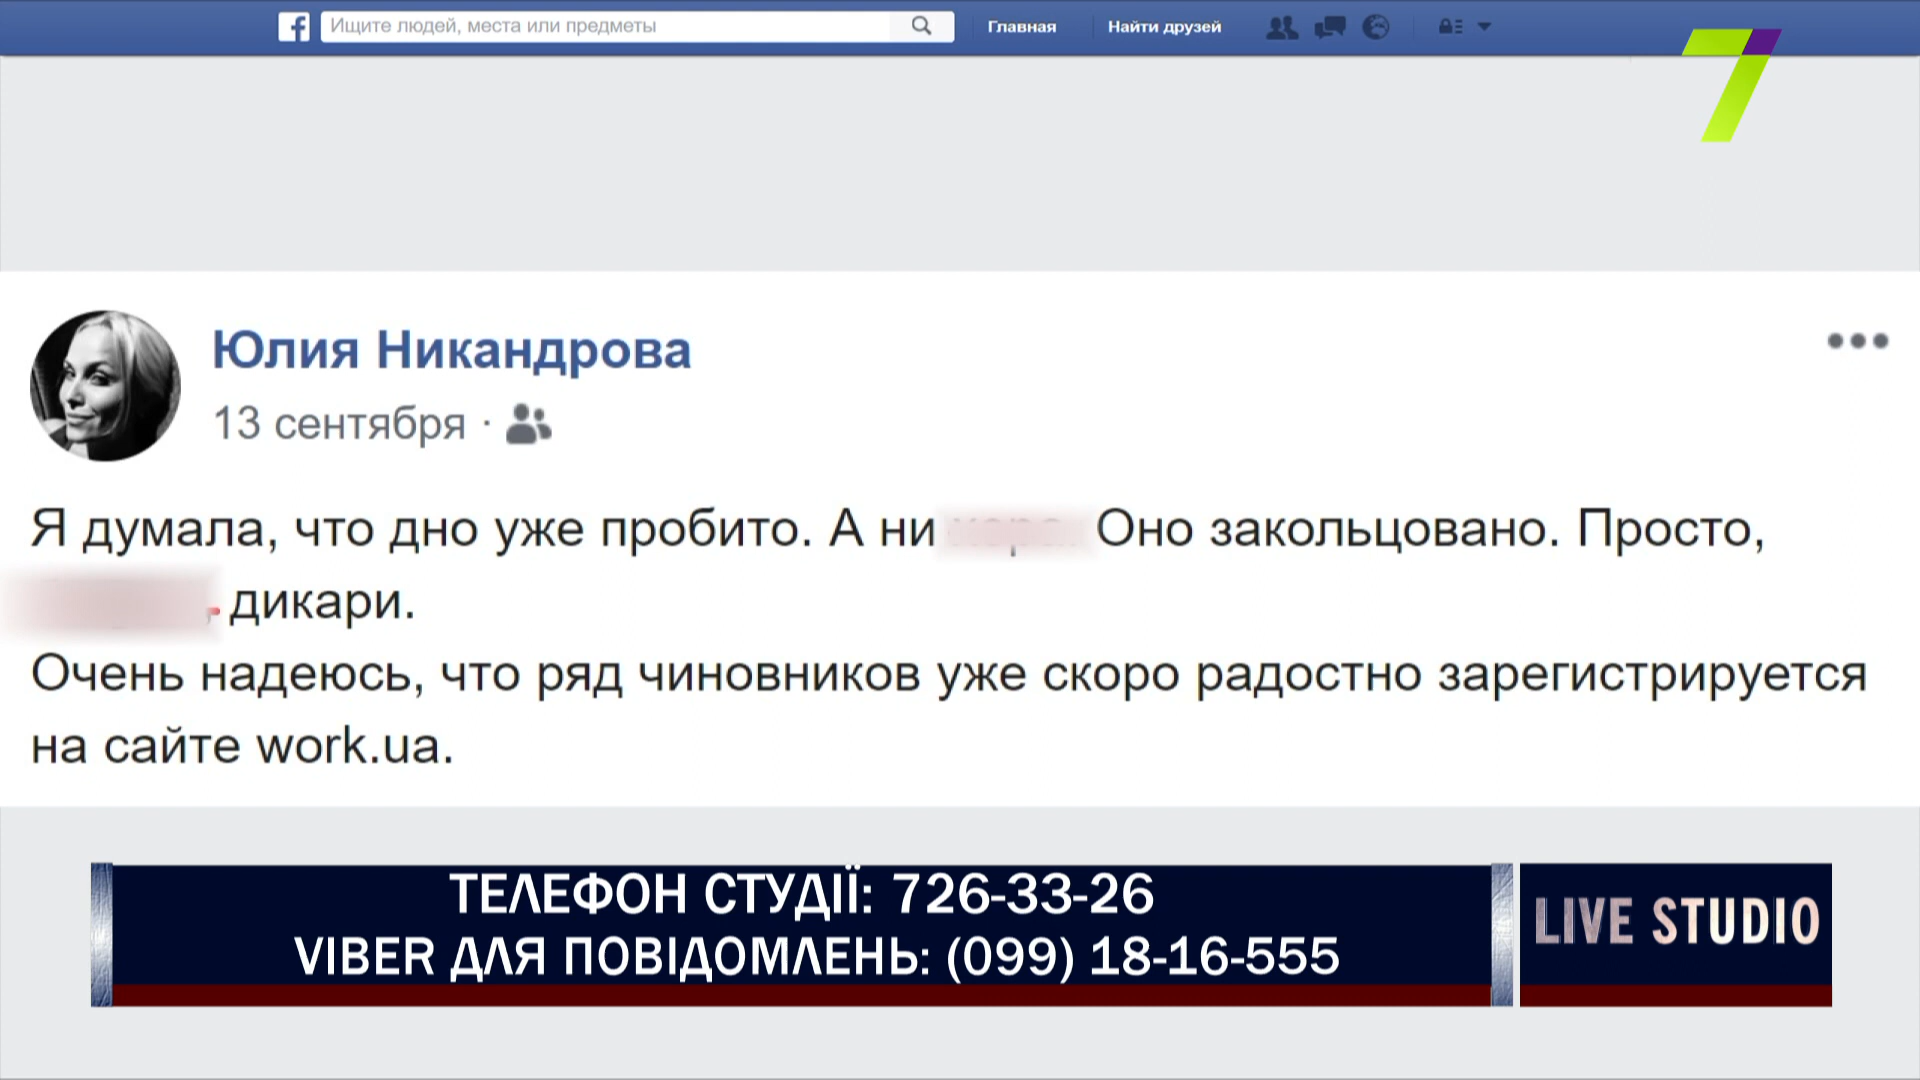 Ищите людей, места или предметы
Главная
Найти друзей
7
Юлия Никандрова
13 сентября ·
Я думала, что дно уже пробито. А ни Оно закольцовано. Просто,
дикари.
Очень надеюсь, что ряд чиновников уже скоро радостно зарегистрируется
на сайте work.ua.
ТЕЛЕФОН СТУДІЇ: 726-33-26
VIBER ДЛЯ ПОВІДОМЛЕНЬ: (099) 18-16-555
LIVE STUDIO